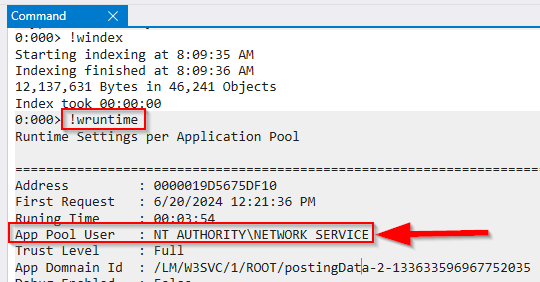 Command
0:000> !windex
Starting indexing at 8:09:35 AM
Indexing finished at 8:09:36 AM
12,137,631 Bytes in 46,241 Objects
Index took 00:00:00
0:000> !wruntime
Runtime Settings per Application Pool
================================================================
Address : 0000019D5675DF10
First Request : 6/20/2024 12:21:36 PM
Runing Time : 00:03:54
App Pool User : NT AUTHORITY\NETWORK SERVICE
Trust Level : Full
App Domnain Id : /LM/W3SVC/1/ROOT/postingData-2-133633596967752035